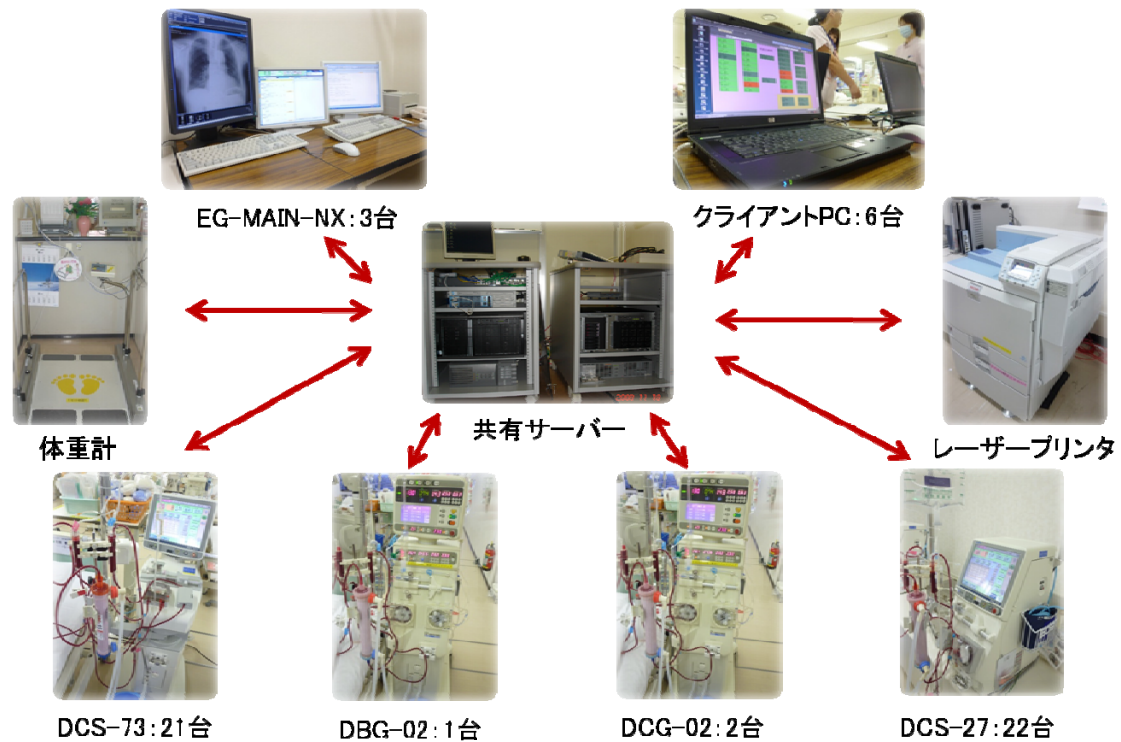 EG-MAIN-NX:3台
クライアントPC:6台
共有サーバー
体重計
レーザープリンタ
DCS-73:21台
DBG-02:1台
DCG-02:2台
DCS-27:22台